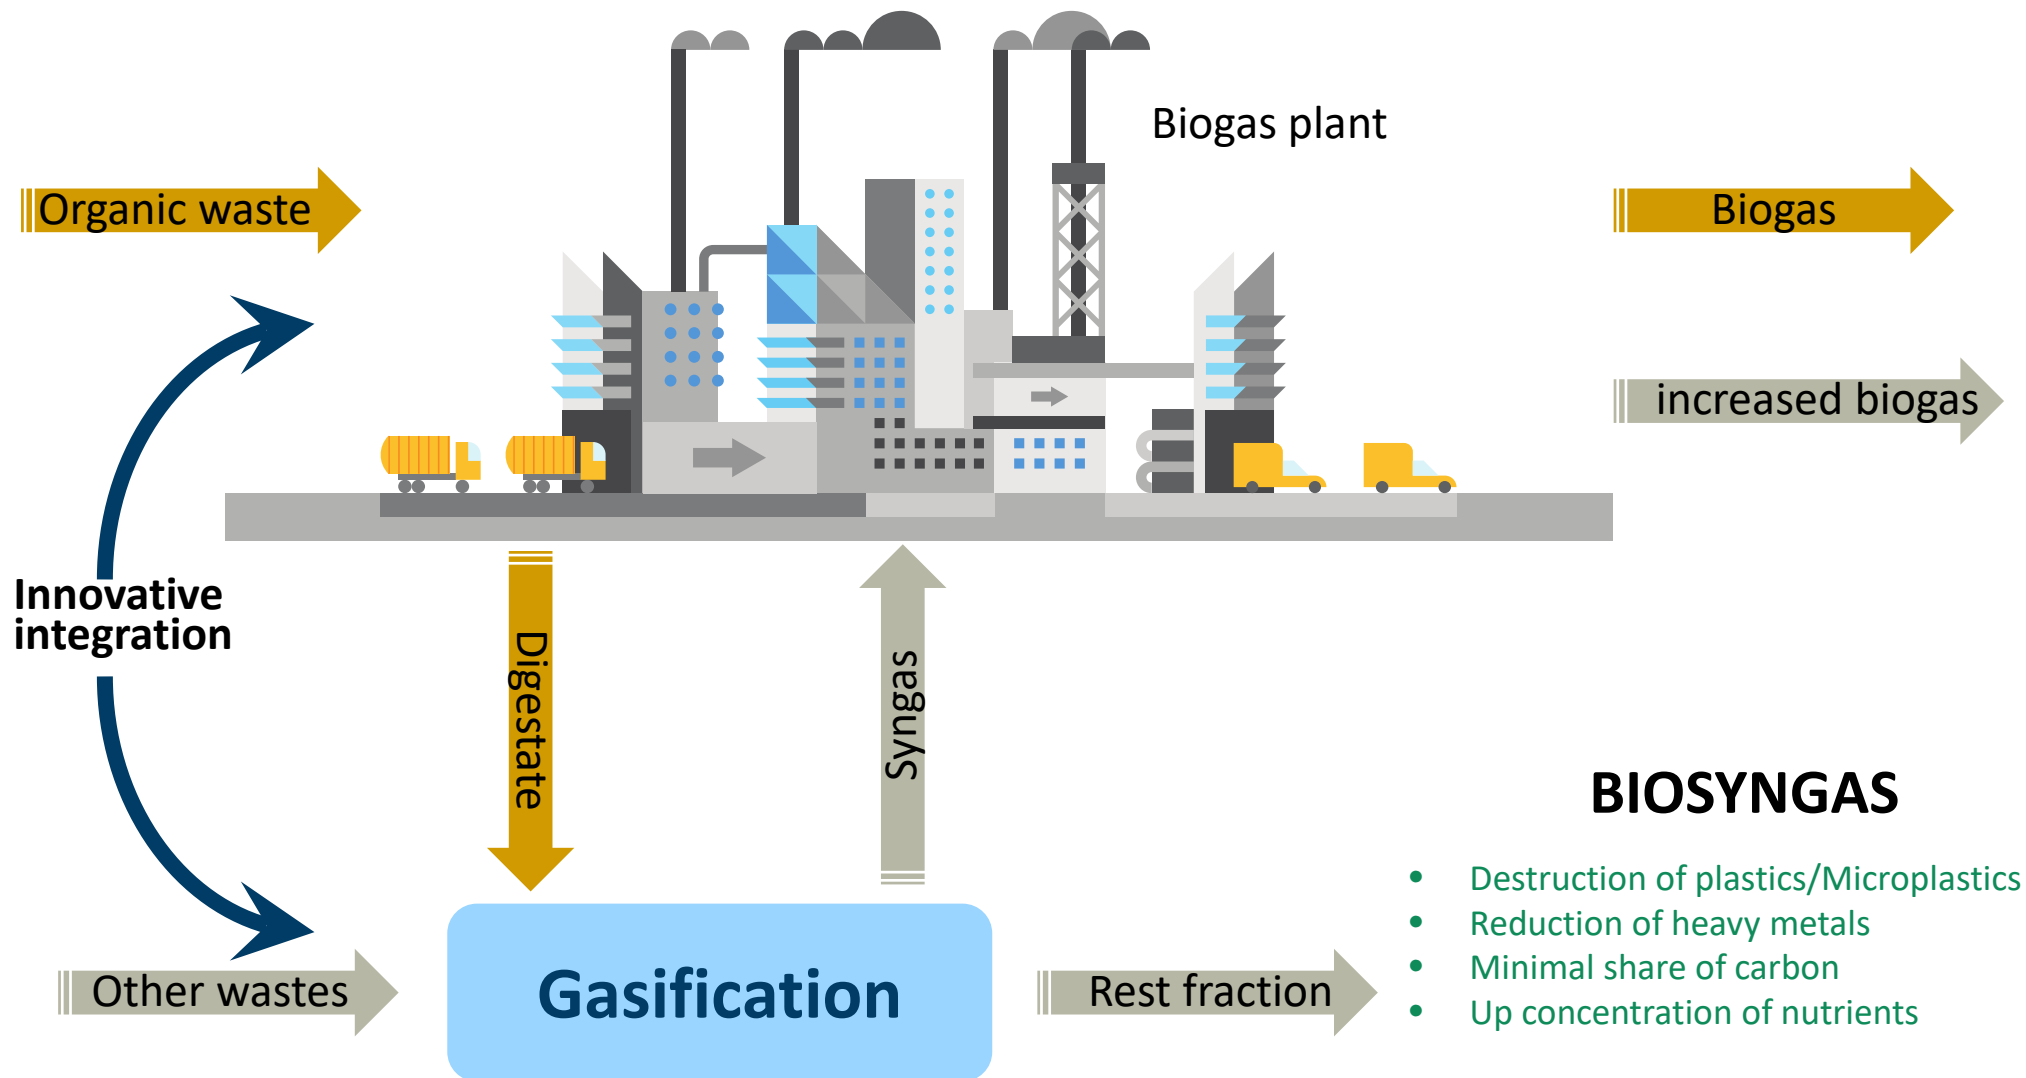 Biogas plant
Organic waste
Biogas
increased biogas
Innovative
integration
Digestate
Syngas
BIOSYNGAS
• Destruction of plastics/Microplastics
• Reduction of heavy metals
• Minimal share of carbon
• Up concentration of nutrients
Other wastes
Gasification
Rest fraction